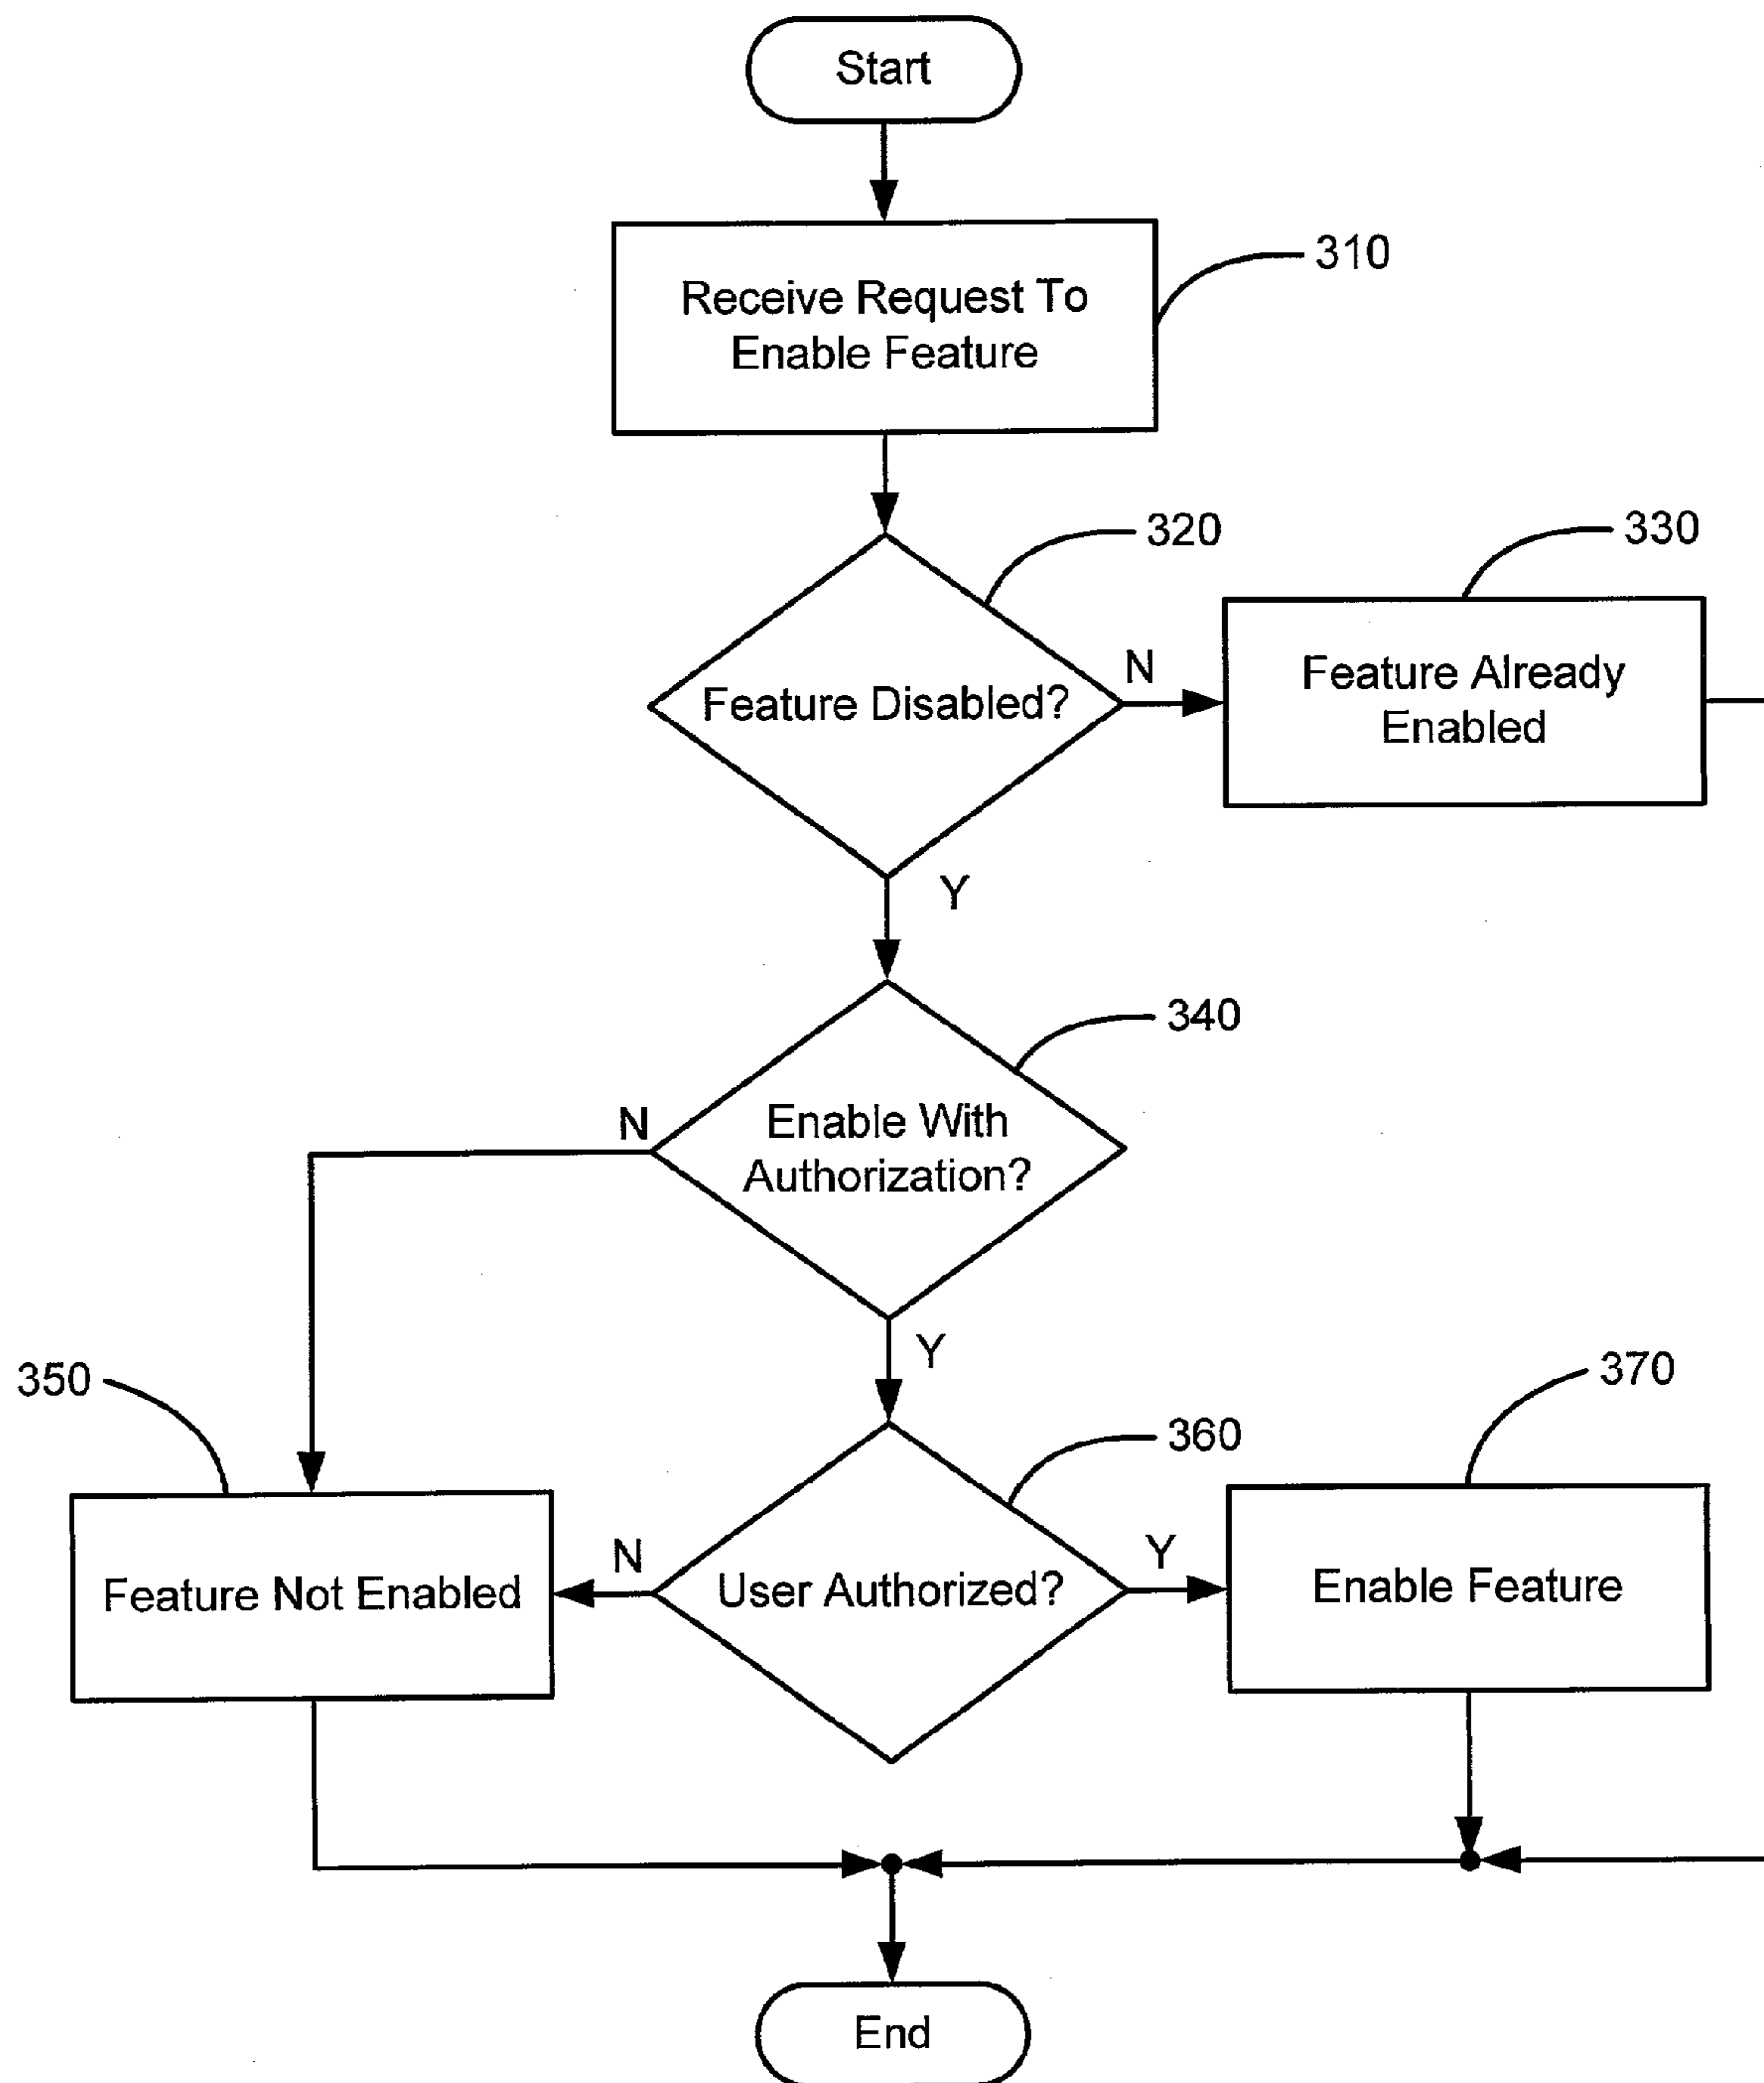 Start
Receive Request To
Enable Feature
310
320
330
Feature Disabled?
N
Feature Already
Enabled
Y
340
Enable With
Authorization?
N
Y
350
360
370
Feature Not Enabled
N
User Authorized?
Y
Enable Feature
End